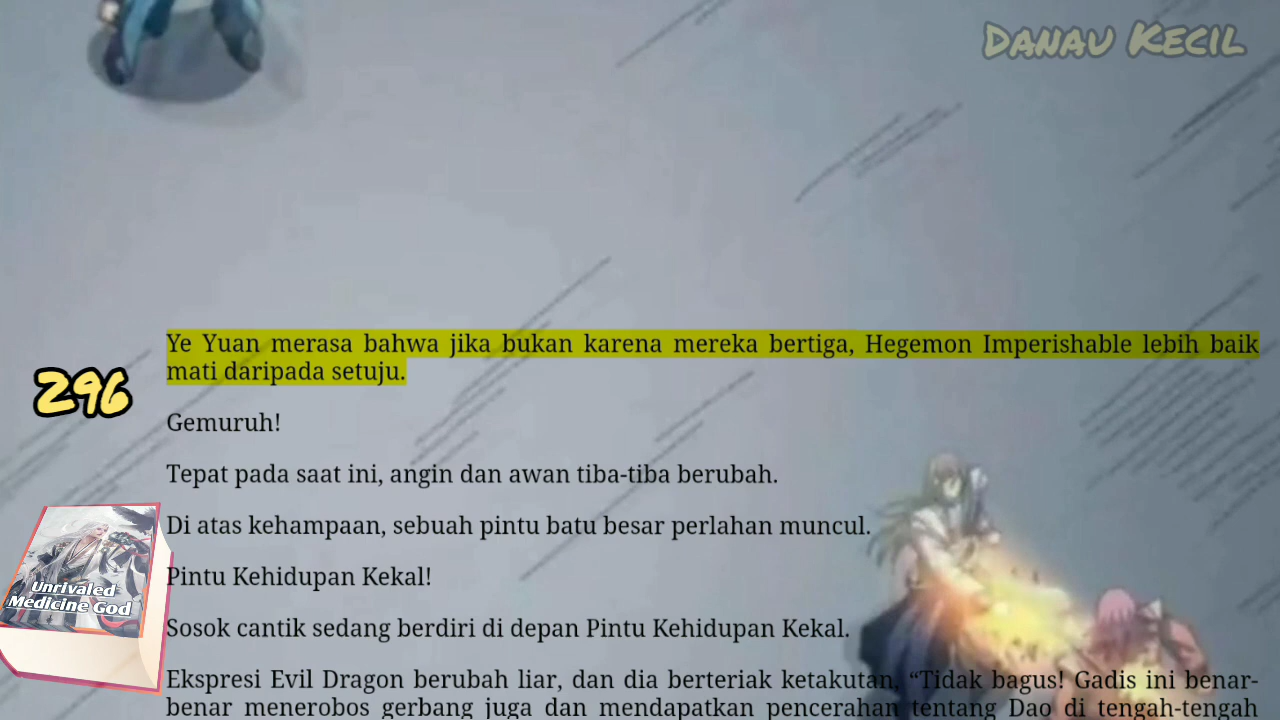 Danau Kecil
Ye Yuan merasa bahwa jika bukan karena mereka bertiga, Hegemon Imperishable lebih baik
mati daripada setuju.
296
Gemuruh!
Tepat pada saat ini, angin dan awan tiba-tiba berubah.
Di atas kehampaan, sebuah pintu batu besar perlahan muncul.
Pintu Kehidupan Kekal!
Unrivaled
Medicine God
Sosok cantik sedang berdiri di depan Pintu Kehidupan Kekal.
Ekspresi Evil Dragon berubah liar, dan dia berteriak ketakutan, “Tidak bagus! Gadis ini benar-
benar menerobos gerbang juga dan mendapatkan pencerahan tentang Dao di tengah-tengah